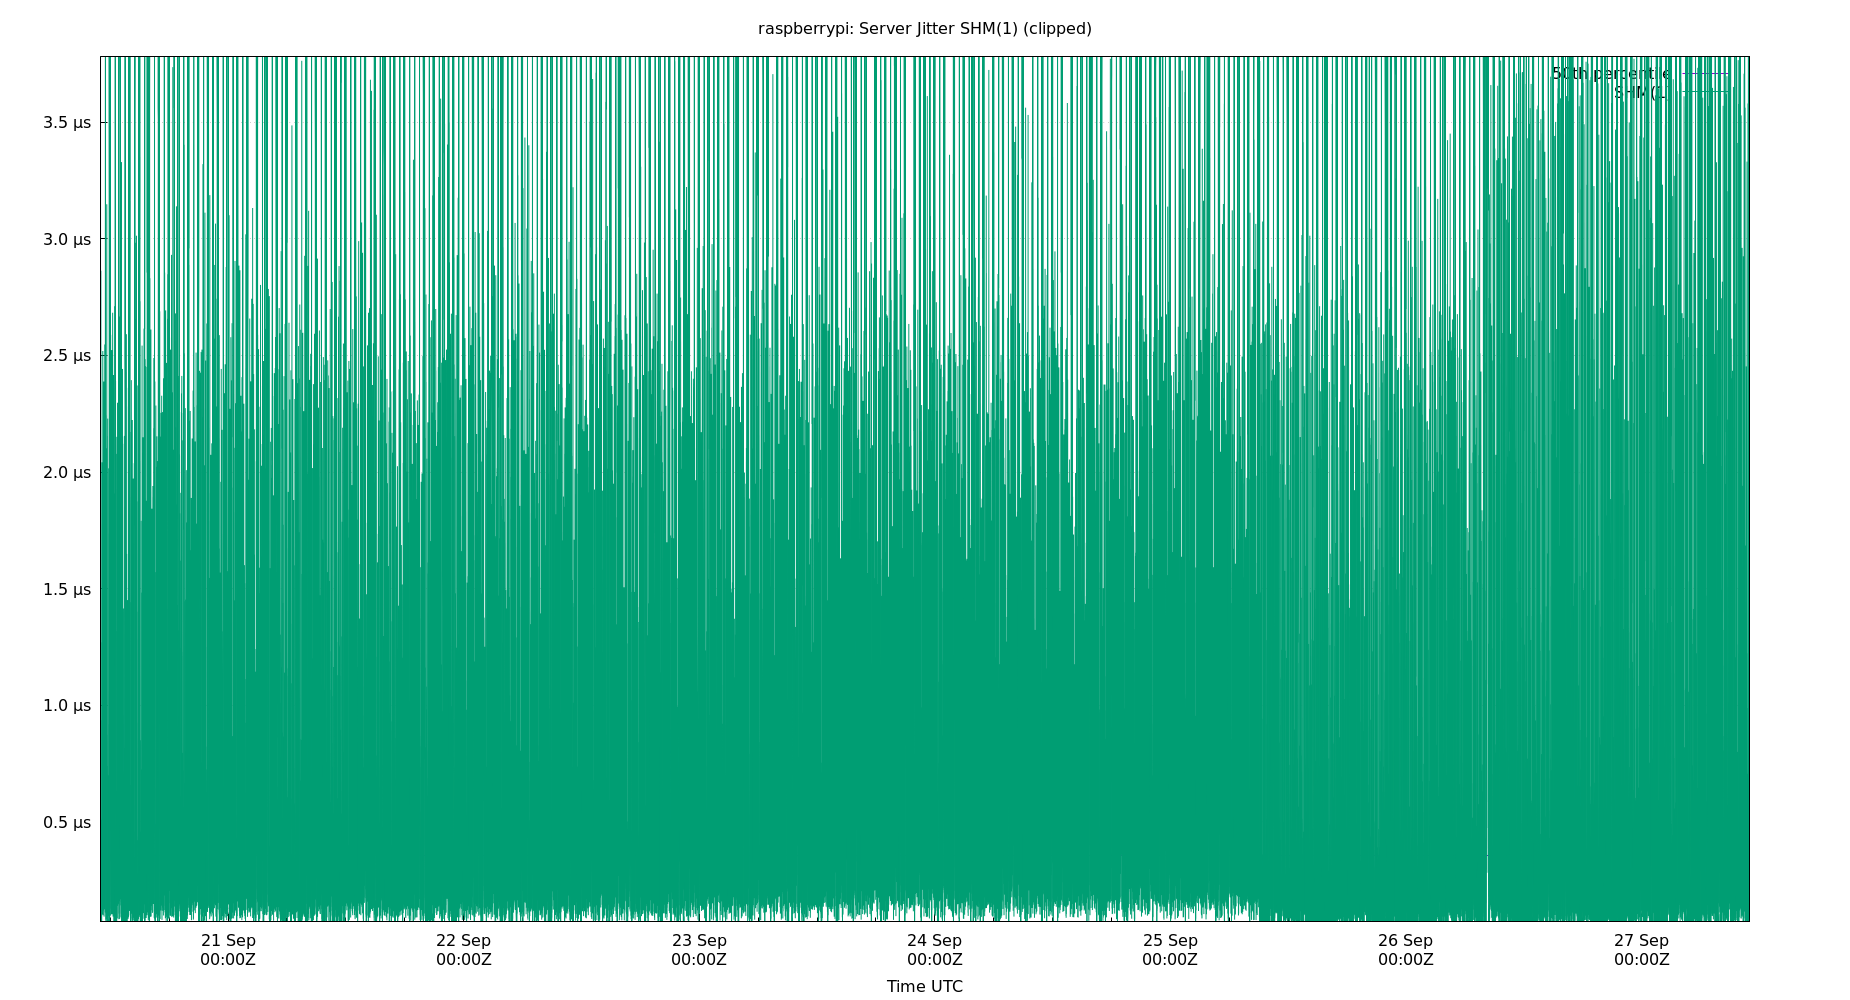 raspberrypi: Server Jitter SHM(1) (clipped)
50th percentile
SHM(1)
3.5 µs
3.0 µs
2.5 µs
2.0 µs
1.5 µs
1.0 µs
0.5 µs
21 Sep 22 Sep 23 Sep 24 Sep 25 Sep 26 Sep 27 Sep
00:00Z 00:00Z 00:00Z 00:00Z 00:00Z 00:00Z 00:00Z
Time UTC